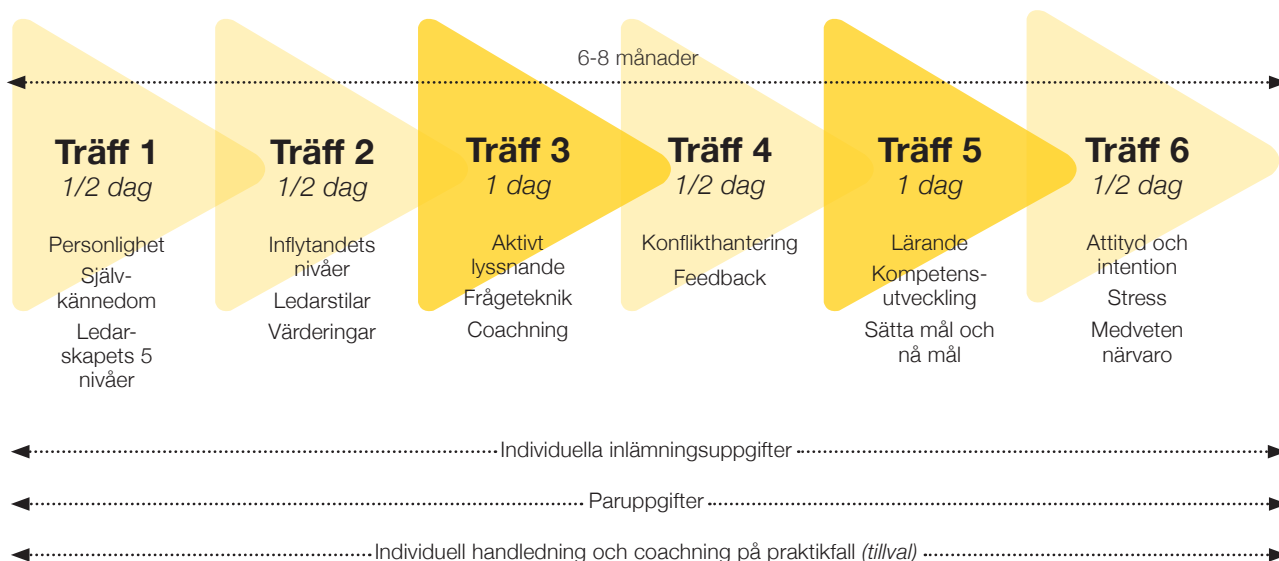 6-8 månader
Träff 1
1/2 dag
Personlighet
Själv-
kännedom
Ledar-
skapets 5
nivåer
Träff 2
1/2 dag
Inflytandets
nivåer
Ledarstilar
Värderingar
Träff 3
1 dag
Aktivt
lyssnande
Frågeteknik
Coachning
Träff 4
1/2 dag
Konflikthantering
Feedback
Träff 5
1 dag
Lärande
Kompetens-
utveckling
Sätta mål och
nå mål
Träff 6
1/2 dag
Attityd och
intention
Stress
Medveten
närvaro
Individuella inlämningsuppgifter
Paruppgifter
Individuell handledning och coachning på praktikfall (tillval)